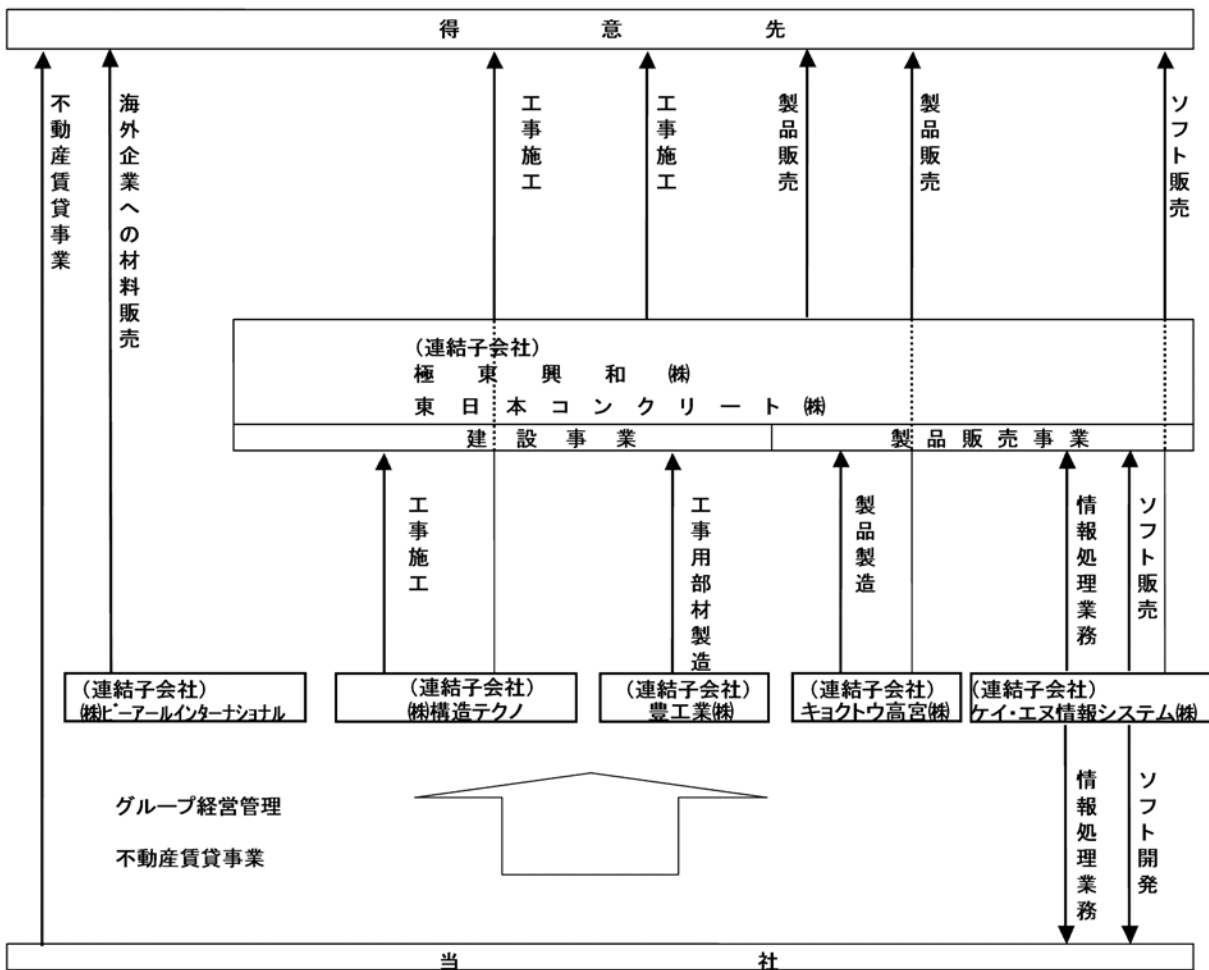 得意先
不動産賃貸事業
海外企業への材料販売
工事施工
工事施工
製品販売
製品販売
ソフト販売
(連結子会社)
極東興和㈱
東日本コンクリート㈱
建設事業
製品販売事業
工事施工
工事用部材製造
製品製造
情報処理業務
ソフト販売
(連結子会社)
㈱ﾋﾞｰアールインターナショナル
(連結子会社)
㈱構造テクノ
(連結子会社)
豊工業㈱
(連結子会社)
キョクトウ高宮㈱
(連結子会社)
ケイ・エヌ情報システム㈱
グループ経営管理
不動産賃貸事業
情報処理業務
ソフト開発
当社